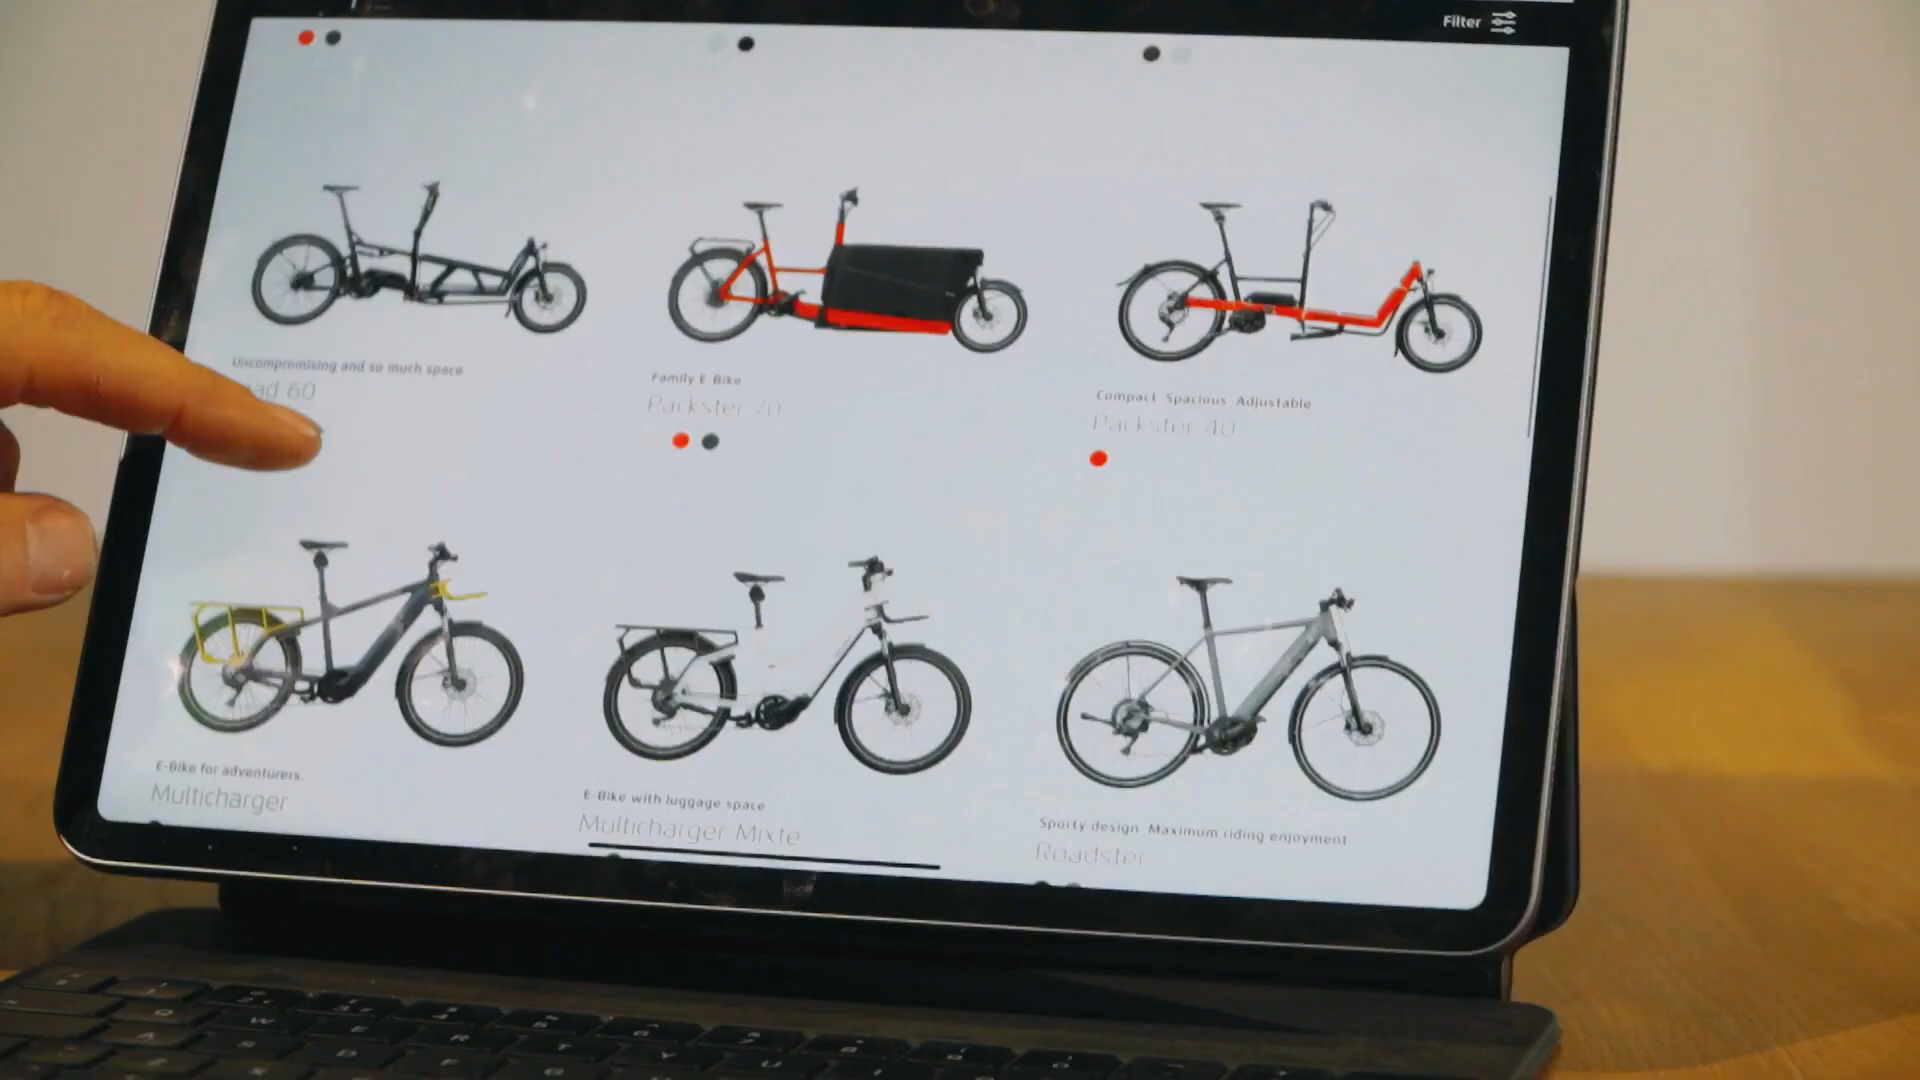 Filter
Uncompromising and so much space
ad 60
Family E-Bike
Packster 70
Compact Spacious Adjustable
Packster 40
E-Bike for adventurers.
Multicharger
E-Bike with luggage space
Multicharger Mixte
Sporty design Maximum riding enjoyment
Roadster